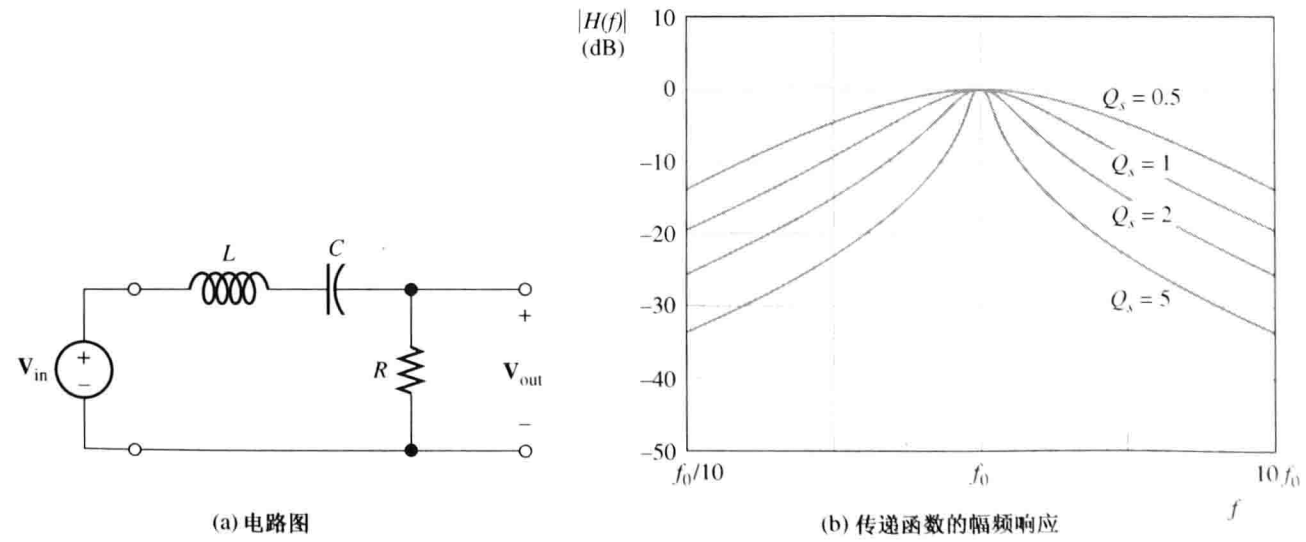 |H(f)|
(dB)
10
0
−10
−20
−30
−40
−50
Q_s = 0.5
Q_s = 1
Q_s = 2
Q_s = 5
f_0/10
f_0
10 f_0
f
L
C
R
V_in
+
−
+
V_out
−
(a) 电路图
(b) 传递函数的幅频响应